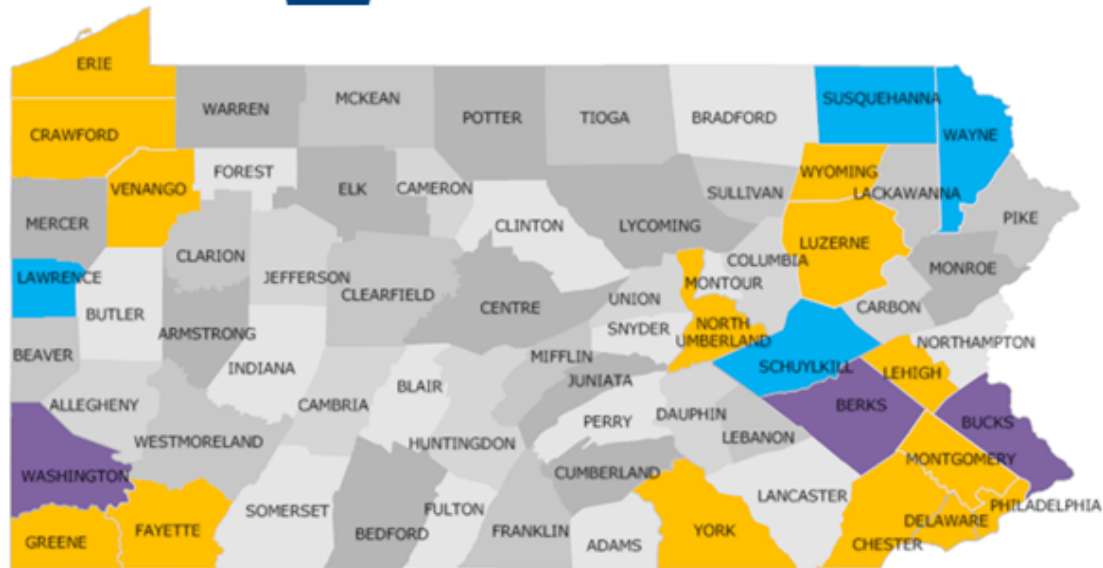 ERIE
CRAWFORD
WARREN
MCKEAN
POTTER
TIOGA
BRADFORD
SUSQUEHANNA
WAYNE
VENANGO
FOREST
ELK
CAMERON
SULLIVAN
WYOMING
LACKAWANNA
PIKE
MERCER
CLARION
CLINTON
LYCOMING
LUZERNE
COLUMBIA
MONTOUR
MONROE
LAWRENCE
BUTLER
JEFFERSON
CLEARFIELD
CENTRE
UNION
CARBON
ARMSTRONG
SNYDER
NORTH
UMBERLAND
NORTHAMPTON
BEAVER
INDIANA
MIFFLIN
SCHUYLKILL
LEHIGH
JUNIATA
BLAIR
ALLEGHENY
CAMBRIA
PERRY
DAUPHIN
BERKS
BUCKS
WESTMORELAND
HUNTINGDON
LEBANON
WASHINGTON
CUMBERLAND
MONTGOMERY
SOMERSET
FULTON
LANCASTER
PHILADELPHIA
GREENE
FAYETTE
BEDFORD
FRANKLIN
ADAMS
YORK
DELAWARE
CHESTER